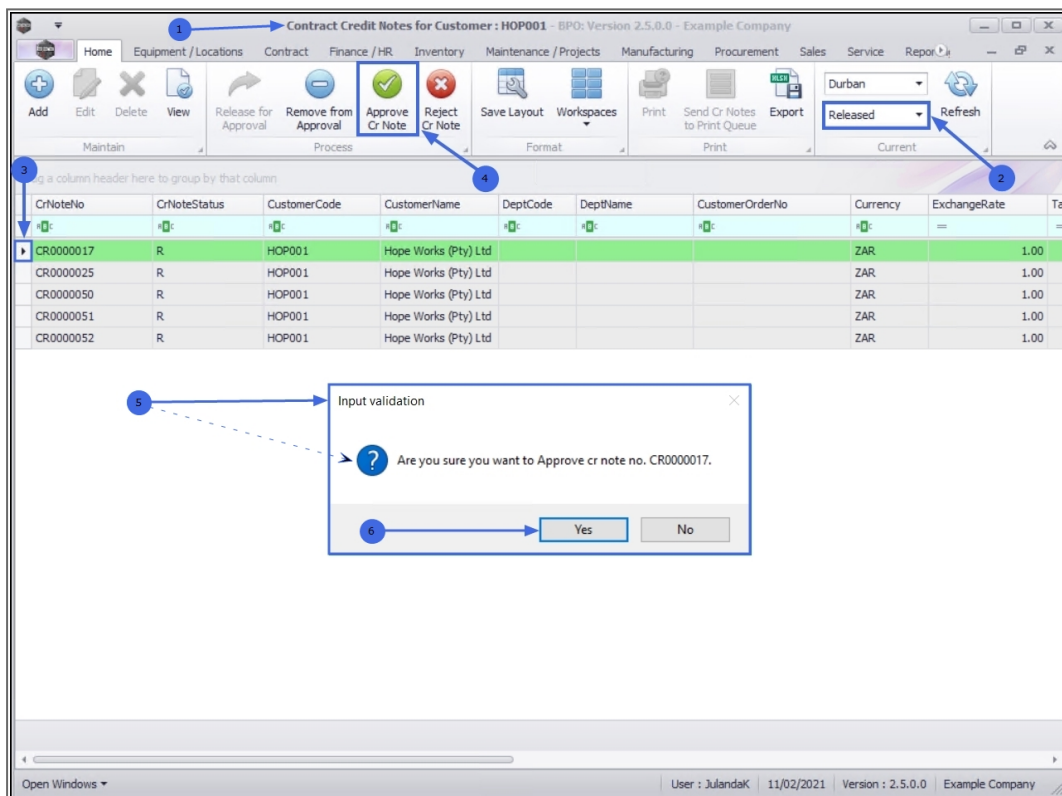 Contract Credit Notes for Customer : HOP001 - BPO: Version 2.5.0.0 - Example Company
1
Home Equipment / Locations Contract Finance / HR Inventory Maintenance / Projects Manufacturing Procurement Sales Service Repor
Add Edit Delete View
Release for Approval
Remove from Approval
Approve Cr Note
Reject Cr Note
Save Layout Workspaces
Print
Send Cr Notes to Print Queue
Export
Durban
Released
Refresh
Maintain Process Format Print Current
3
4
2
a column header here to group by that column
CrNoteNo CrNoteStatus CustomerCode CustomerName DeptCode DeptName CustomerOrderNo Currency ExchangeRate Ta
CR0000017 R HOP001 Hope Works (Pty) Ltd ZAR 1.00
CR0000025 R HOP001 Hope Works (Pty) Ltd ZAR 1.00
CR0000050 R HOP001 Hope Works (Pty) Ltd ZAR 1.00
CR0000051 R HOP001 Hope Works (Pty) Ltd ZAR 1.00
CR0000052 R HOP001 Hope Works (Pty) Ltd ZAR 1.00
5
Input validation
Are you sure you want to Approve cr note no. CR0000017.
6
Yes No
Open Windows User : JulandaK 11/02/2021 Version : 2.5.0.0 Example Company